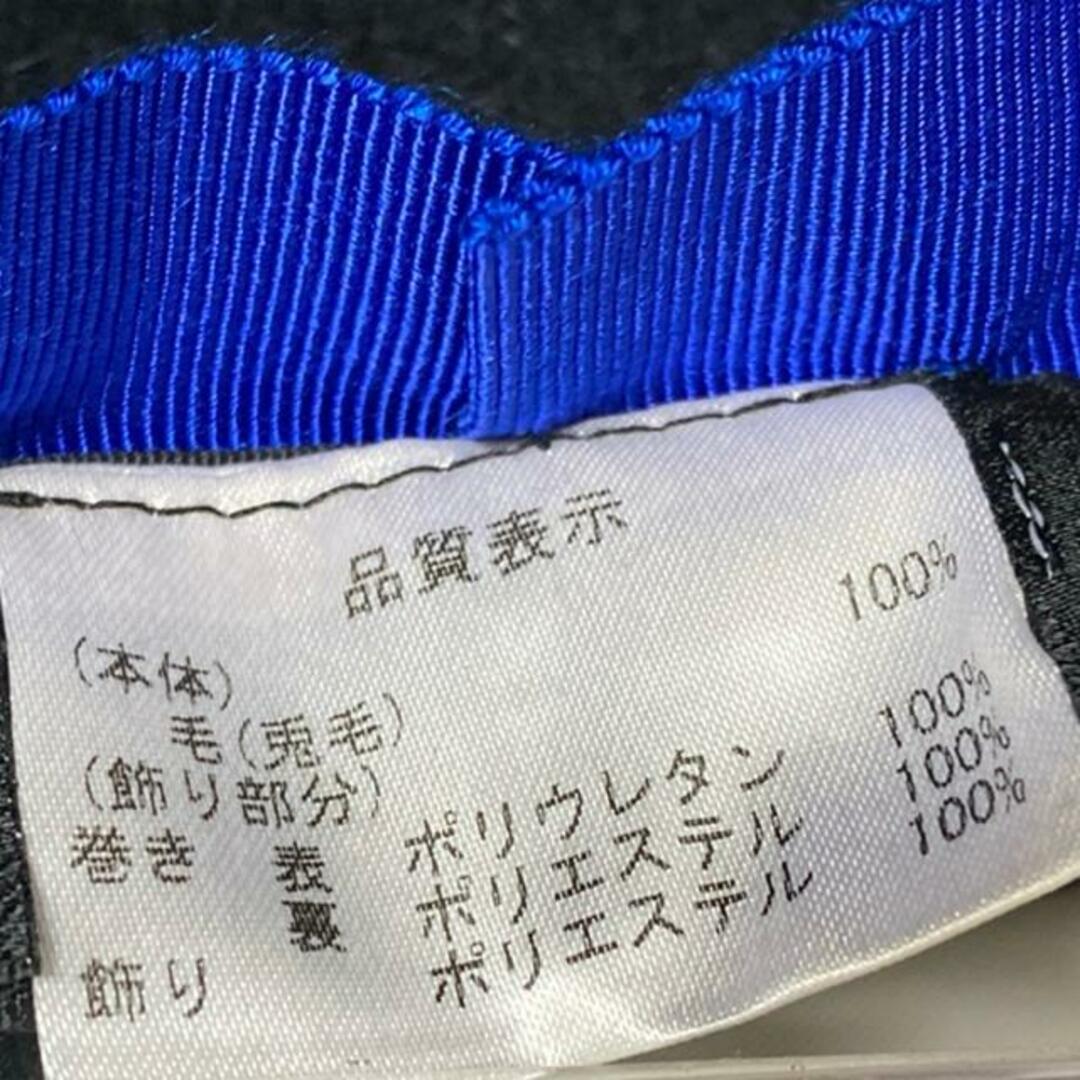 品質表示
(本体)
毛(兎毛) 100%
(飾り部分)
巻き 表 ポリウレタン 100%
裏 ポリエステル 100%
飾り ポリエステル 100%